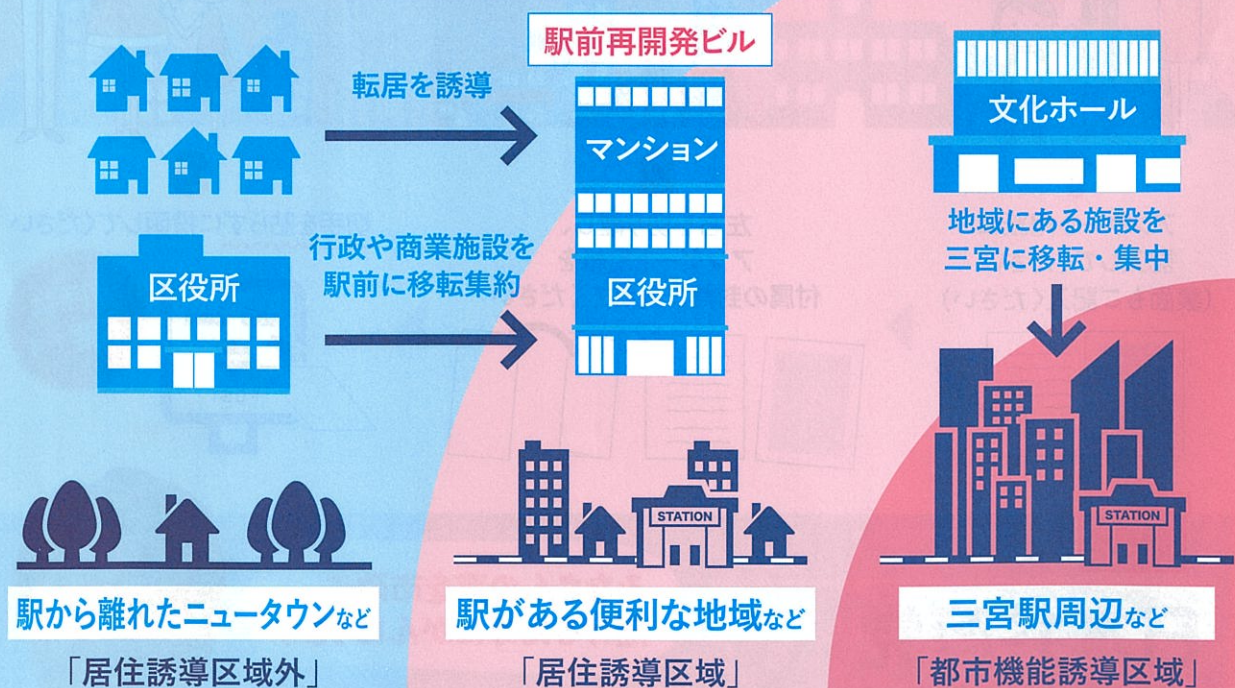 駅前再開発ビル
転居を誘導
マンション
文化ホール
行政や商業施設を
駅前に移転集約
地域にある施設を
三宮に移転・集中
区役所
区役所
STATION
STATION
駅から離れたニュータウンなど
駅がある便利な地域など
三宮駅周辺など
「居住誘導区域外」
「居住誘導区域」
「都市機能誘導区域」